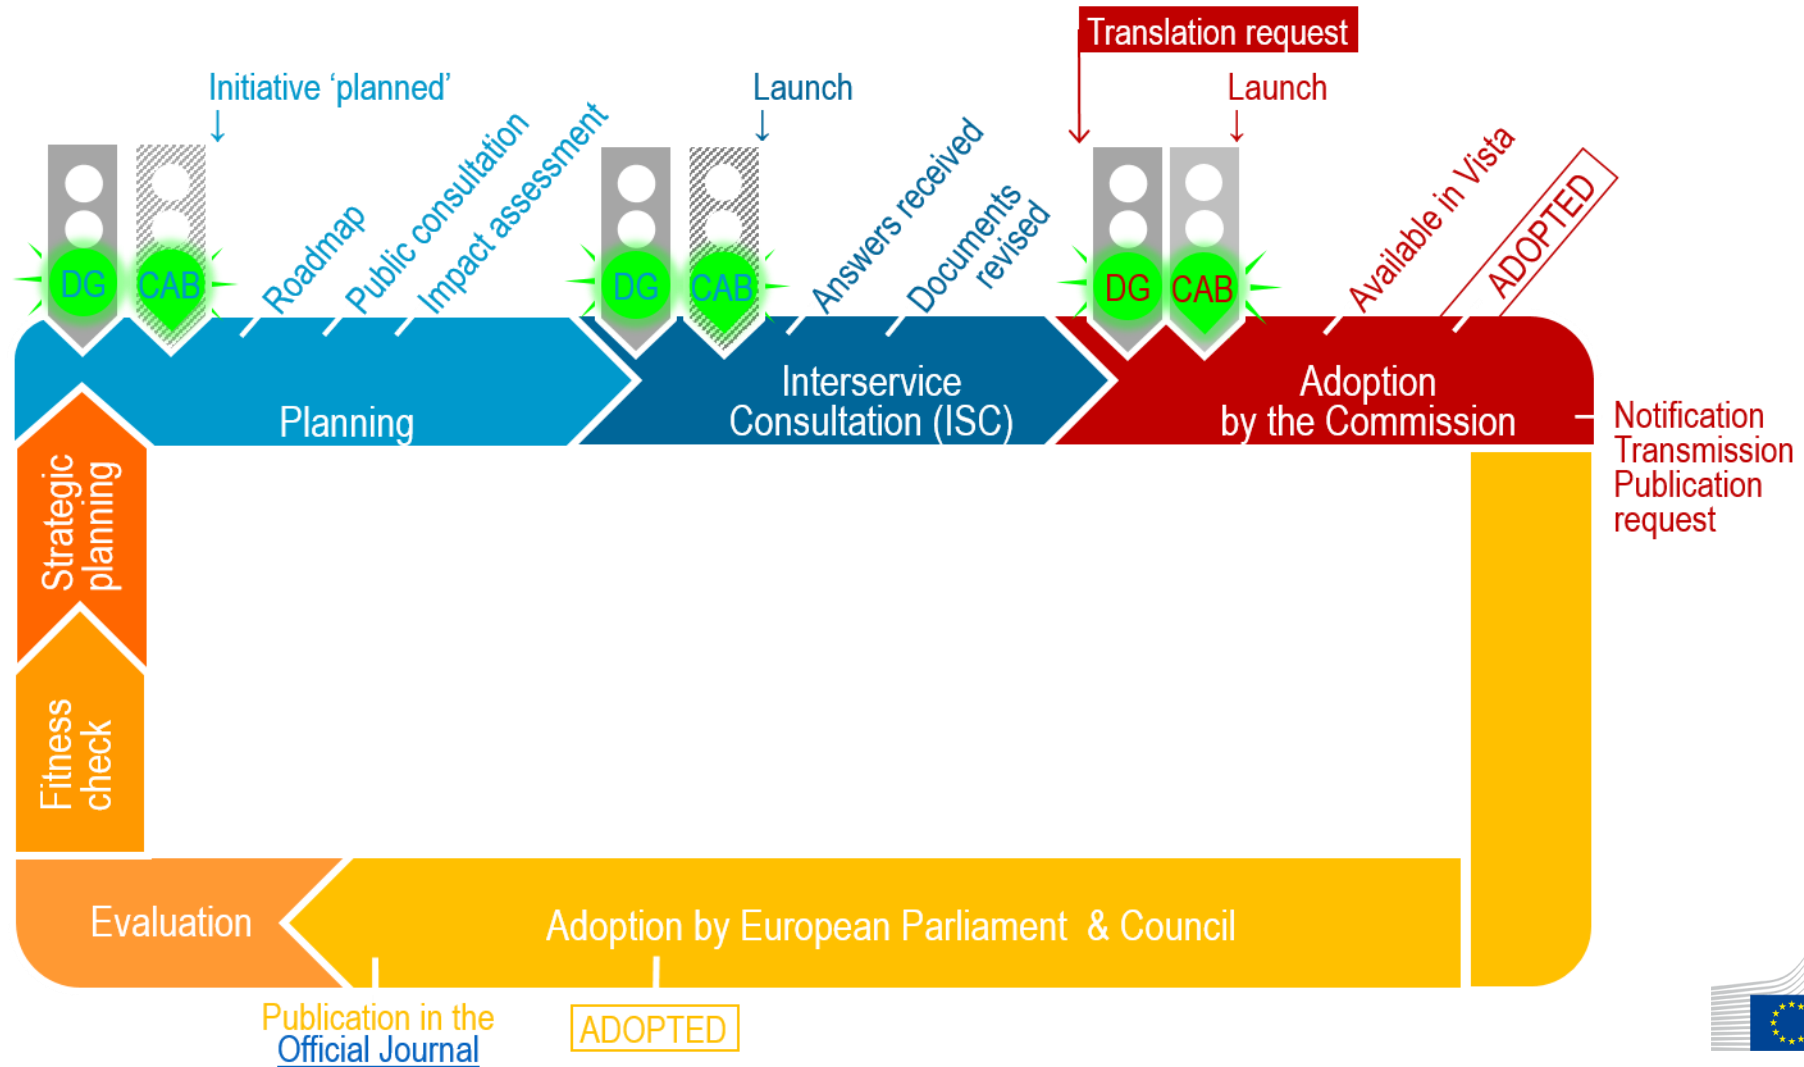 Translation request
Initiative ‘planned’
Launch
Launch
Roadmap
Public consultation
Impact assessment
Answers received
Documents
revised
Available in Vista
ADOPTED
DG
CAB
DG
CAB
DG
CAB
Planning
Interservice
Consultation (ISC)
Adoption
by the Commission
Notification
Transmission
Publication
request
Strategic
planning
Fitness
check
Evaluation
Adoption by European Parliament & Council
Publication in the
Official Journal
ADOPTED